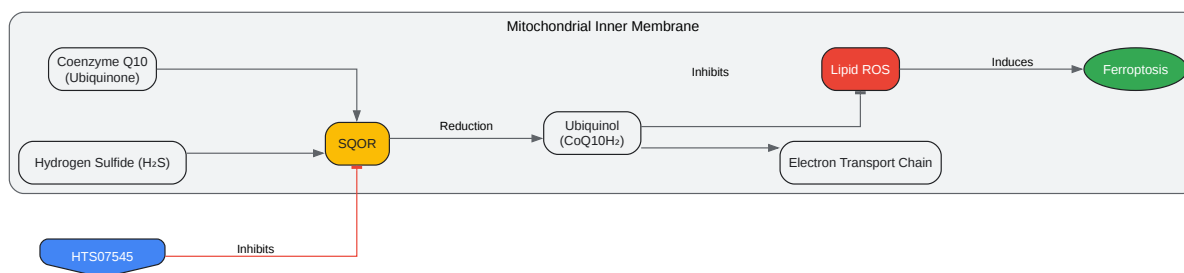 Mitochondrial Inner Membrane
Coenzyme Q10
(Ubiquinone)
Inhibits
Lipid ROS
Induces
Ferroptosis
SQOR
Reduction
Ubiquinol
(CoQ10H₂)
Hydrogen Sulfide (H₂S)
Electron Transport Chain
HTS07545
Inhibits